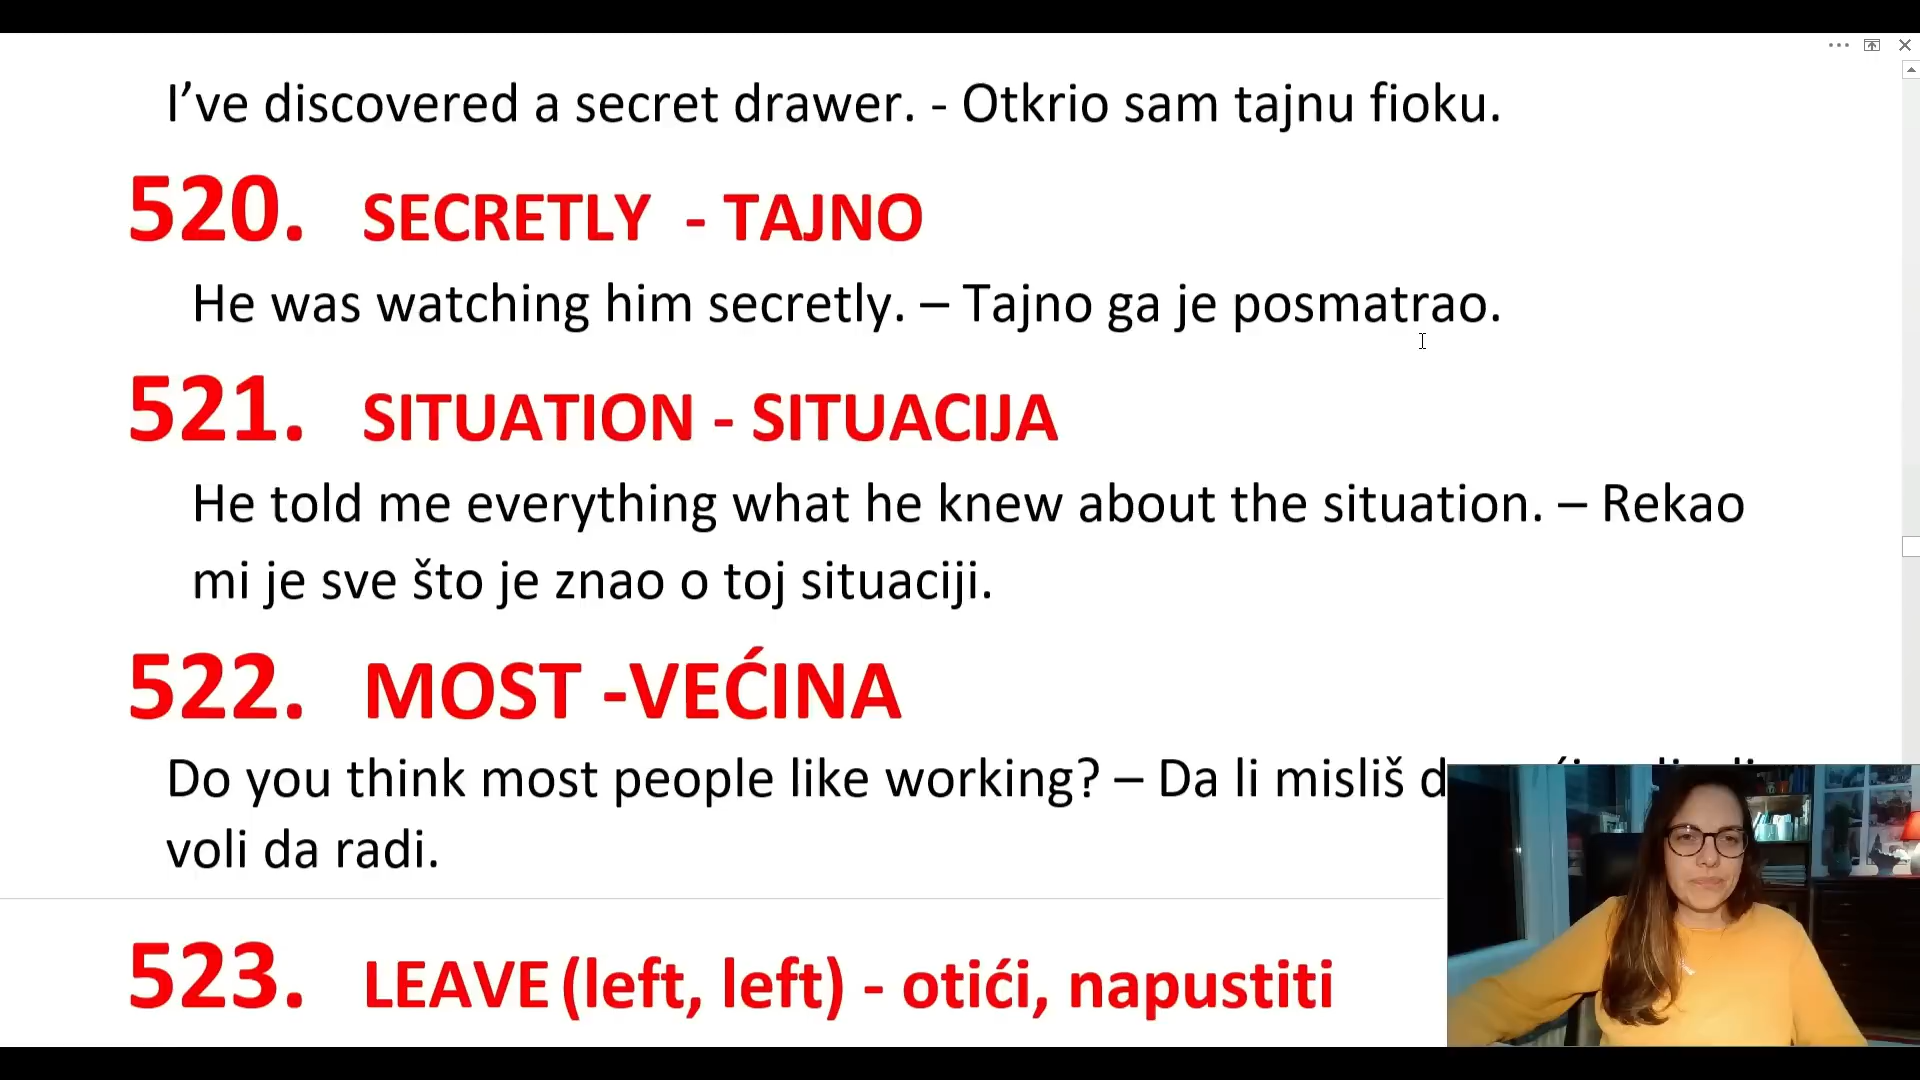 I’ve discovered a secret drawer. - Otkrio sam tajnu fioku.
520. SECRETLY - TAJNO
He was watching him secretly. – Tajno ga je posmatrao.
521. SITUATION - SITUACIJA
He told me everything what he knew about the situation. – Rekao
mi je sve što je znao o toj situaciji.
522. MOST -VEĆINA
Do you think most people like working? – Da li misliš
voli da radi.
523. LEAVE (left, left) - otići, napustiti